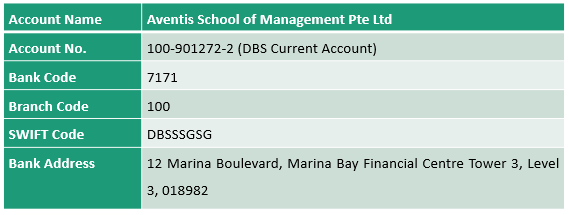 Account Name Aventis School of Management Pte Ltd
Account No. 100-901272-2 (DBS Current Account)
Bank Code 7171
Branch Code 100
SWIFT Code DBSSSGSG
Bank Address 12 Marina Boulevard, Marina Bay Financial Centre Tower 3, Level
3, 018982